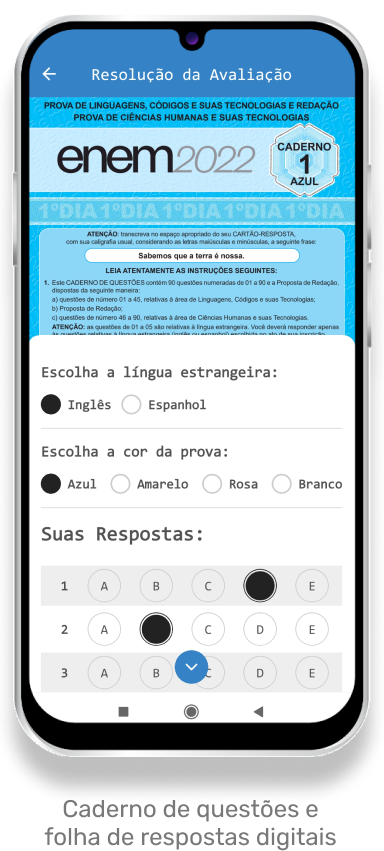 Resolução da Avaliação
PROVA DE LINGUAGENS, CÓDIGOS E SUAS TECNOLOGIAS E REDAÇÃO
PROVA DE CIÊNCIAS HUMANAS E SUAS TECNOLOGIAS
enem2022
CADERNO
1
AZUL
1ºDIA 1ºDIA 1ºDIA 1ºDIA 1ºDIA
ATENÇÃO: transcreva no espaço apropriado do seu CARTÃO-RESPOSTA,
com sua caligrafia usual, considerando as letras maiúsculas e minúsculas, a seguinte frase:
Sabemos que a terra é nossa.
LEIA ATENTAMENTE AS INSTRUÇÕES SEGUINTES:
1. Este CADERNO DE QUESTÕES contém 90 questões numeradas de 01 a 90 e a Proposta de Redação,
dispostas da seguinte maneira:
a) questões de número 01 a 45, relativas à área de Linguagens, Códigos e suas Tecnologias;
b) Proposta de Redação;
c) questões de número 46 a 90, relativas à área de Ciências Humanas e suas Tecnologias.
ATENÇÃO: as questões de 01 a 05 são relativas à língua estrangeira. Você deverá responder apenas
às questões relativas à língua estrangeira (inglês ou espanhol) escolhida no ato de sua inscrição.
Escolha a língua estrangeira:
Inglês Espanhol
Escolha a cor da prova:
Azul Amarelo Rosa Branco
Suas Respostas:
1 A B C E
2 A C D E
3 A B C D E
Caderno de questões e
folha de respostas digitais